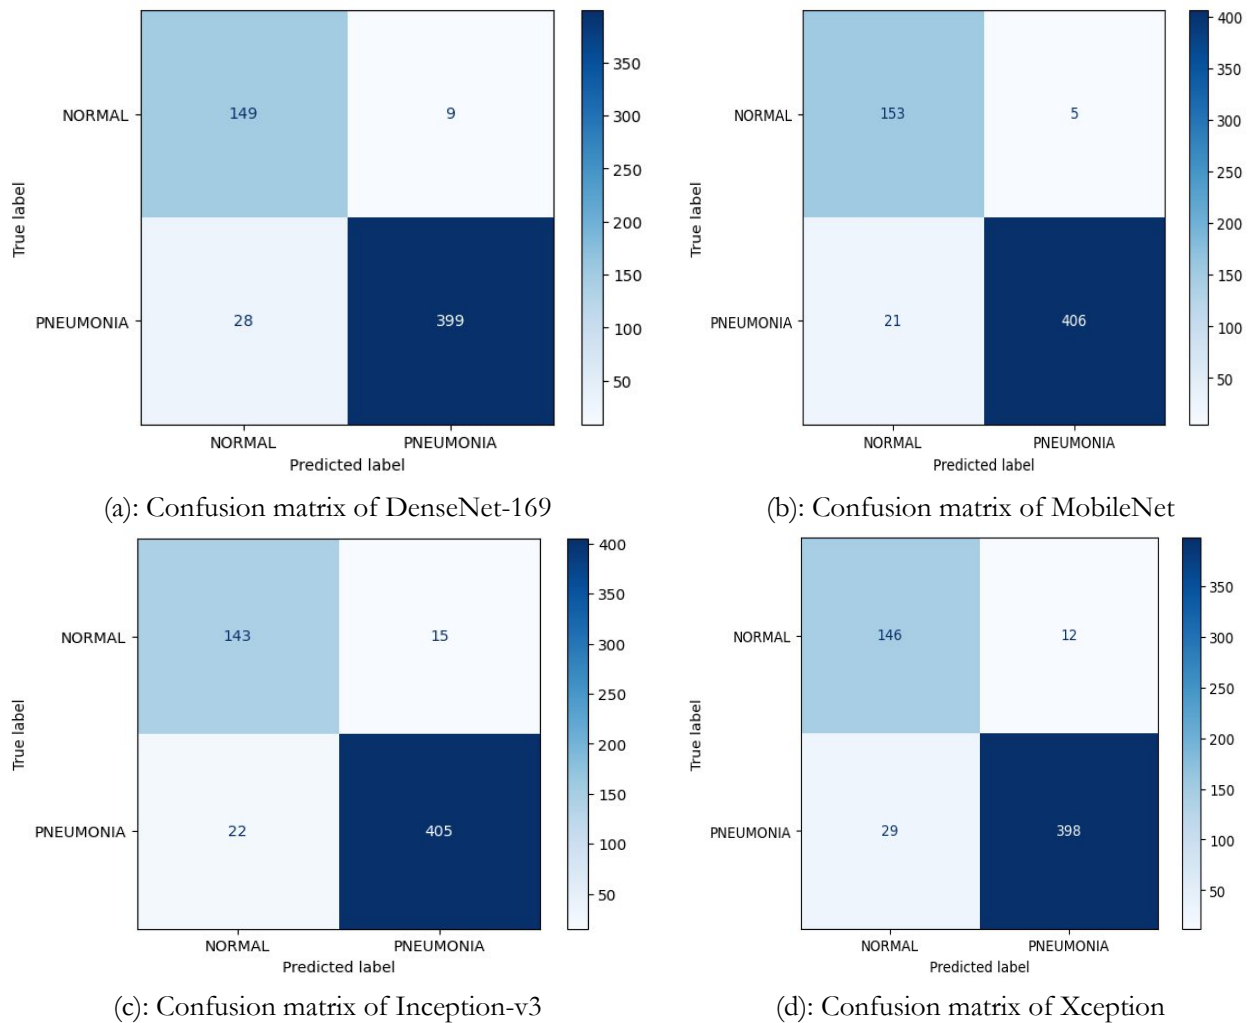 NORMAL
149
9
350
300
250
200
150
100
50
True label
PNEUMONIA
28
399
NORMAL
PNEUMONIA
Predicted label
(a): Confusion matrix of DenseNet-169
400
350
300
250
200
150
100
50
NORMAL
153
5
True label
PNEUMONIA
21
406
NORMAL
PNEUMONIA
Predicted label
(b): Confusion matrix of MobileNet
400
350
300
250
200
150
100
50
NORMAL
143
15
True label
PNEUMONIA
22
405
NORMAL
PNEUMONIA
Predicted label
(c): Confusion matrix of Inception-v3
350
300
250
200
150
100
50
NORMAL
146
12
True label
PNEUMONIA
29
398
NORMAL
PNEUMONIA
Predicted label
(d): Confusion matrix of Xception